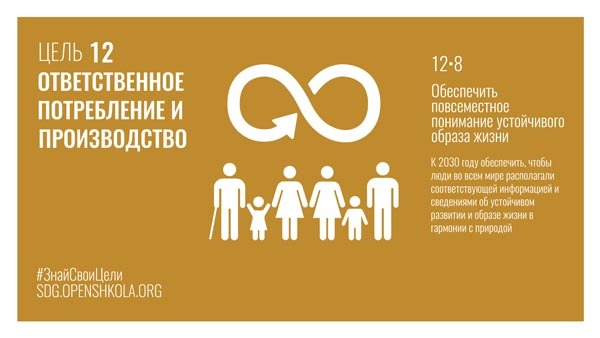 ЦЕЛЬ 12
ОТВЕТСТВЕННОЕ
ПОТРЕБЛЕНИЕ И
ПРОИЗВОДСТВО
12•8
Обеспечить
повсеместное
понимание устойчивого
образа жизни
К 2030 году обеспечить, чтобы
люди во всем мире располагали
соответствующей информацией и
сведениями об устойчивом
развитии и образе жизни в
гармонии с природой
#ЗнайСвоиЦели
SDG.OPENSHKOLA.ORG